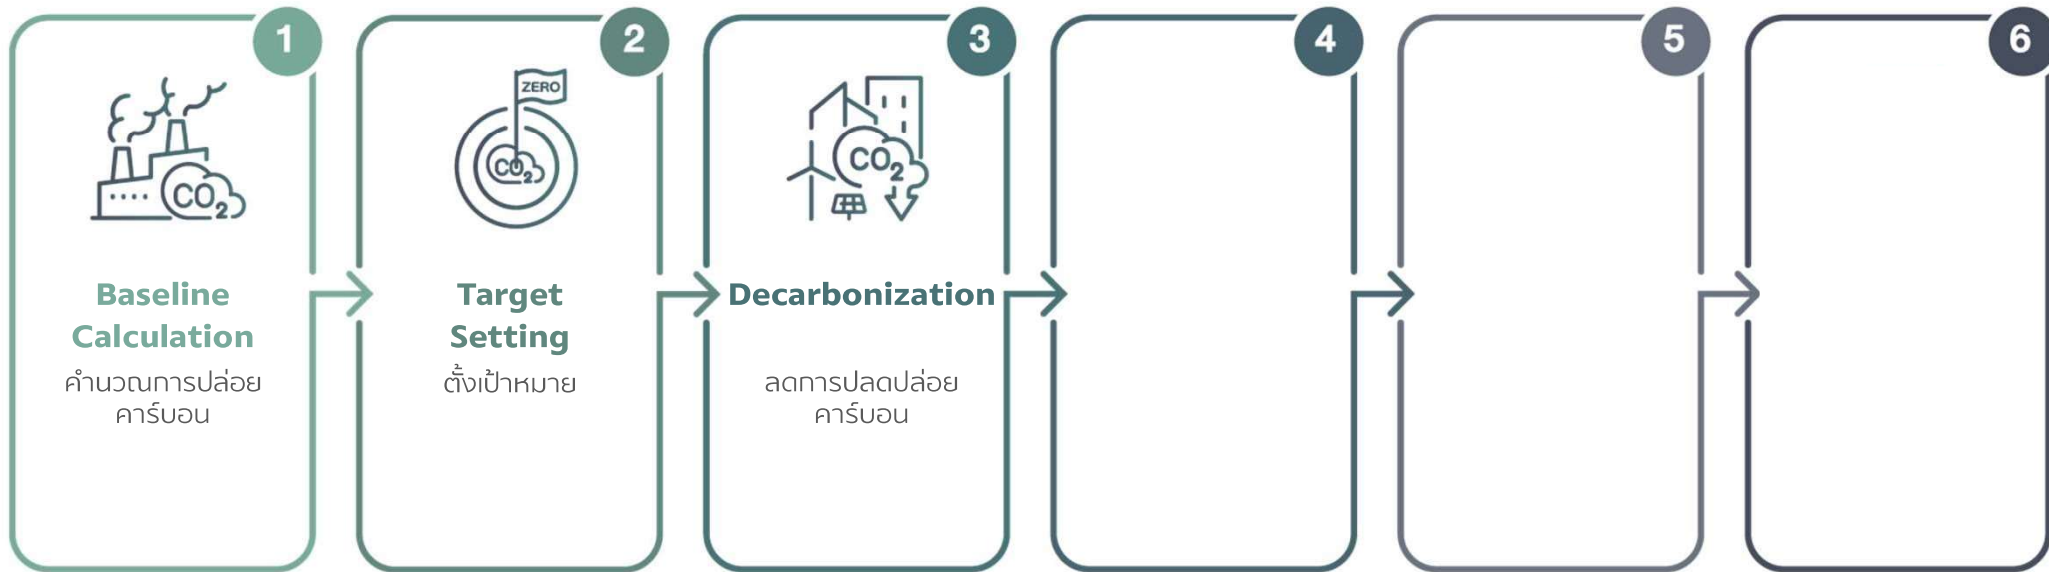 1
CO2
Baseline
Calculation
คำนวณการปล่อย
คาร์บอน
2
ZERO
CO2
Target
Setting
ตั้งเป้าหมาย
3
CO2
Decarbonization
ลดการปลดปล่อย
คาร์บอน
4
5
6